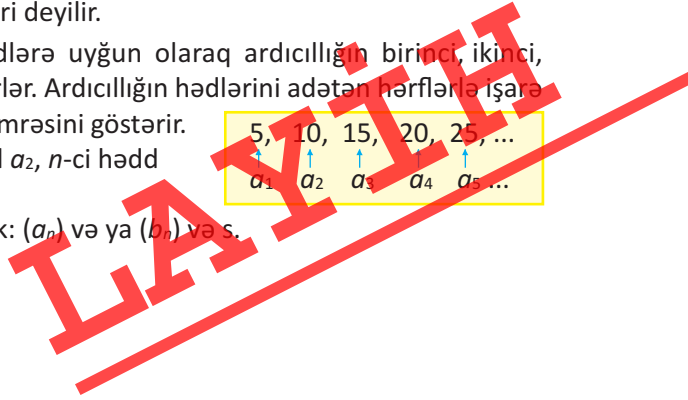 ri deyilir.
dlərə uyğun olaraq ardıcıllığın birinci, ikinci,
rlər. Ardıcıllığın hədlərini adətən hərflərlə işarə
mrəsini göstərir.
5, 10, 15, 20, 25, ...
a₁ a₂ a₃ a₄ a₅ ...
l a₂, n-ci hədd
k: (aₙ) və ya (bₙ) və s.
LAYİH